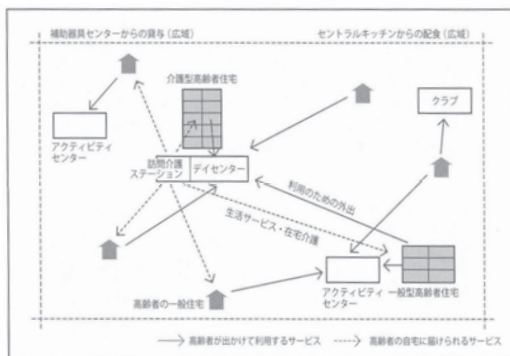 補助器具センターからの貸与（広域）
セントラルキッチンからの配食（広域）
介護型高齢者住宅
クラブ
アクティビティ
センター
訪問介護
ステーション
デイセンター
利用のための外出
生活サービス・在宅介護
高齢者の一般住宅
アクティビティ
センター
一般型高齢者住宅
高齢者が出かけて利用するサービス
高齢者の自宅に届けられるサービス